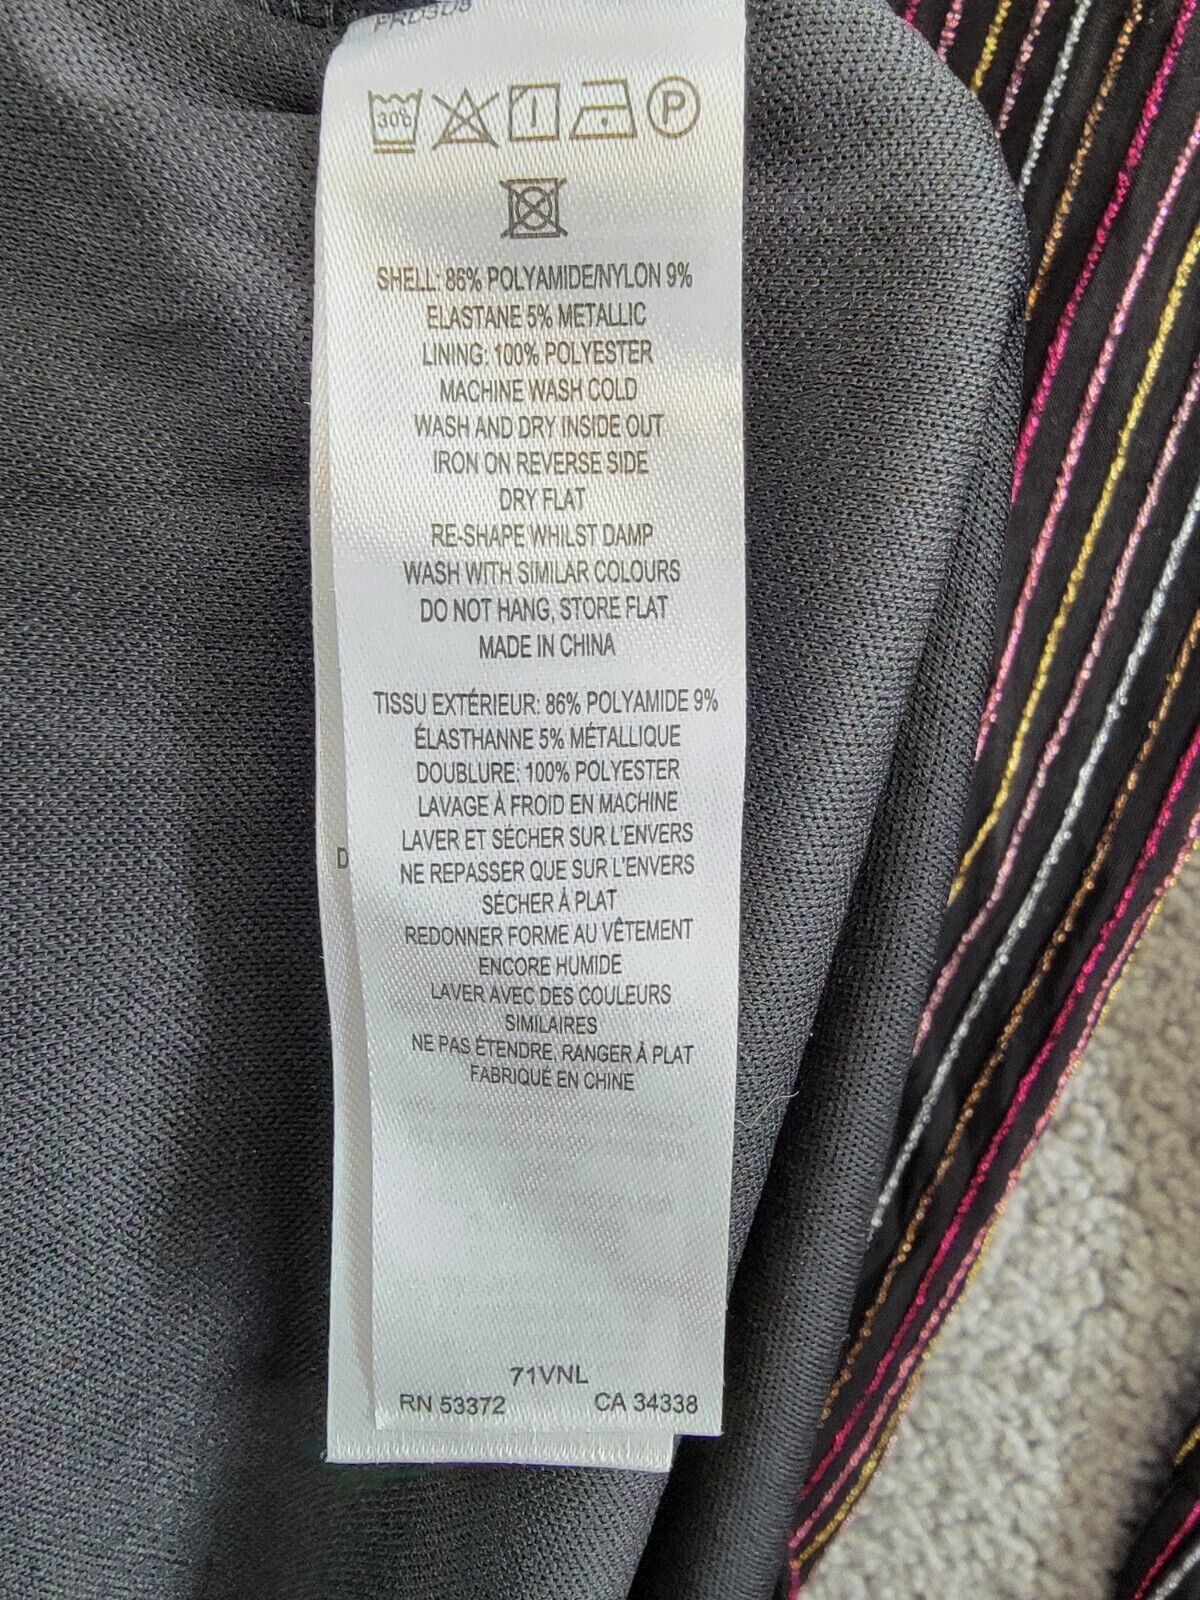 30°
P
SHELL: 86% POLYAMIDE/NYLON 9%
ELASTANE 5% METALLIC
LINING: 100% POLYESTER
MACHINE WASH COLD
WASH AND DRY INSIDE OUT
IRON ON REVERSE SIDE
DRY FLAT
RE-SHAPE WHILST DAMP
WASH WITH SIMILAR COLOURS
DO NOT HANG, STORE FLAT
MADE IN CHINA
TISSU EXTÉRIEUR: 86% POLYAMIDE 9%
ÉLASTHANNE 5% MÉTALLIQUE
DOUBLURE: 100% POLYESTER
LAVAGE À FROID EN MACHINE
LAVER ET SÉCHER SUR L'ENVERS
D
NE REPASSER QUE SUR L'ENVERS
SÉCHER À PLAT
REDONNER FORME AU VÊTEMENT
ENCORE HUMIDE
LAVER AVEC DES COULEURS
SIMILAIRES
NE PAS ÉTENDRE, RANGER À PLAT
FABRIQUÉ EN CHINE
71VNL
RN 53372 CA 34338